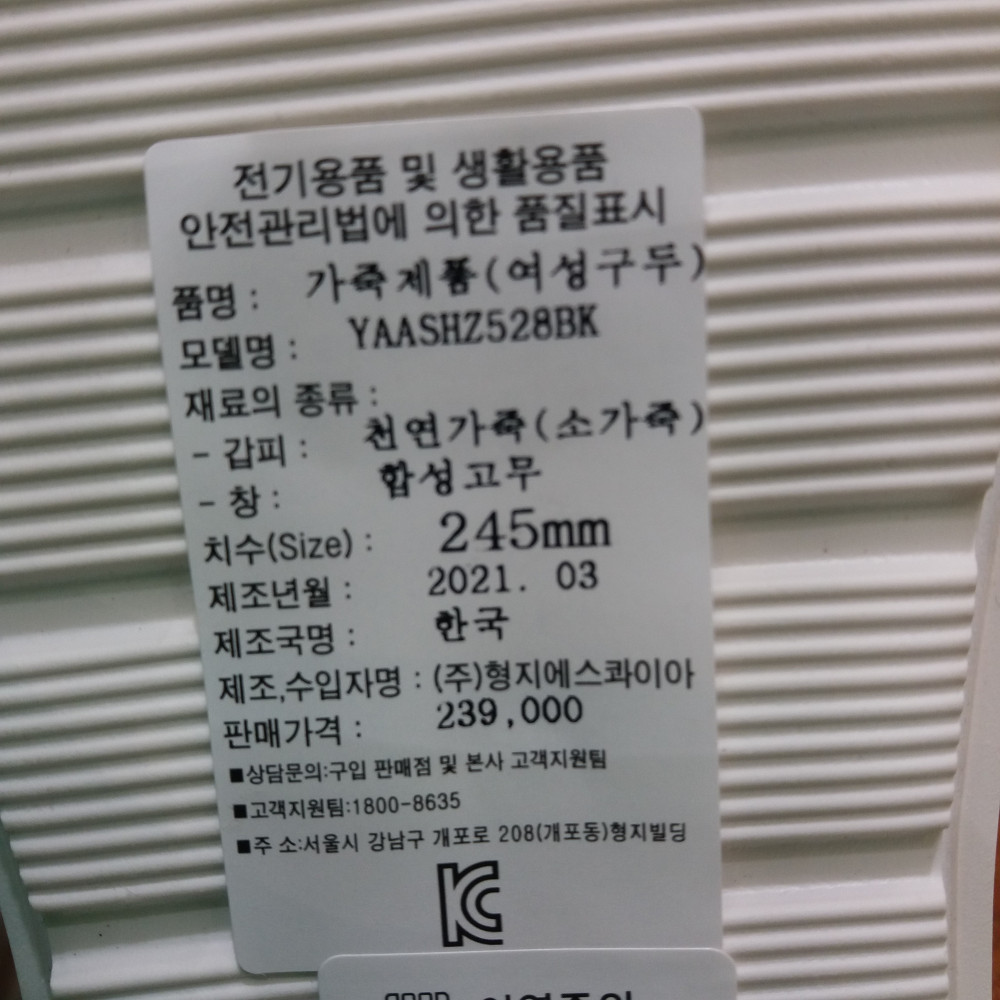 전기용품 및 생활용품
안전관리법에 의한 품질표시
품명 : 가죽제품(여성구두)
모델명 : YAASHZ528BK
재료의 종류 :
- 갑피 : 천연가죽(소가죽)
- 창 : 합성고무
치수(Size) : 245mm
제조년월 : 2021. 03
제조국명 : 한국
제조,수입자명 : (주)형지에스콰이아
판매가격 : 239,000
■상담문의:구입 판매점 및 본사 고객지원팀
■고객지원팀:1800-8635
■주 소:서울시 강남구 개포로 208(개포동)형지빌딩
KC